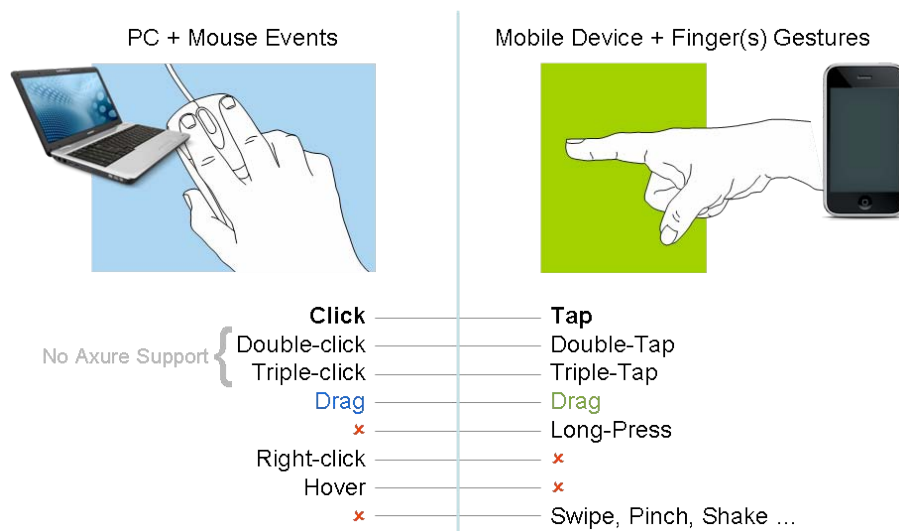 PC + Mouse Events
Mobile Device + Finger(s) Gestures
Click Tap
No Axure Support { Double-click Double-Tap
Triple-click Triple-Tap
Drag Drag
× Long-Press
Right-click ×
Hover ×
× Swipe, Pinch, Shake ...